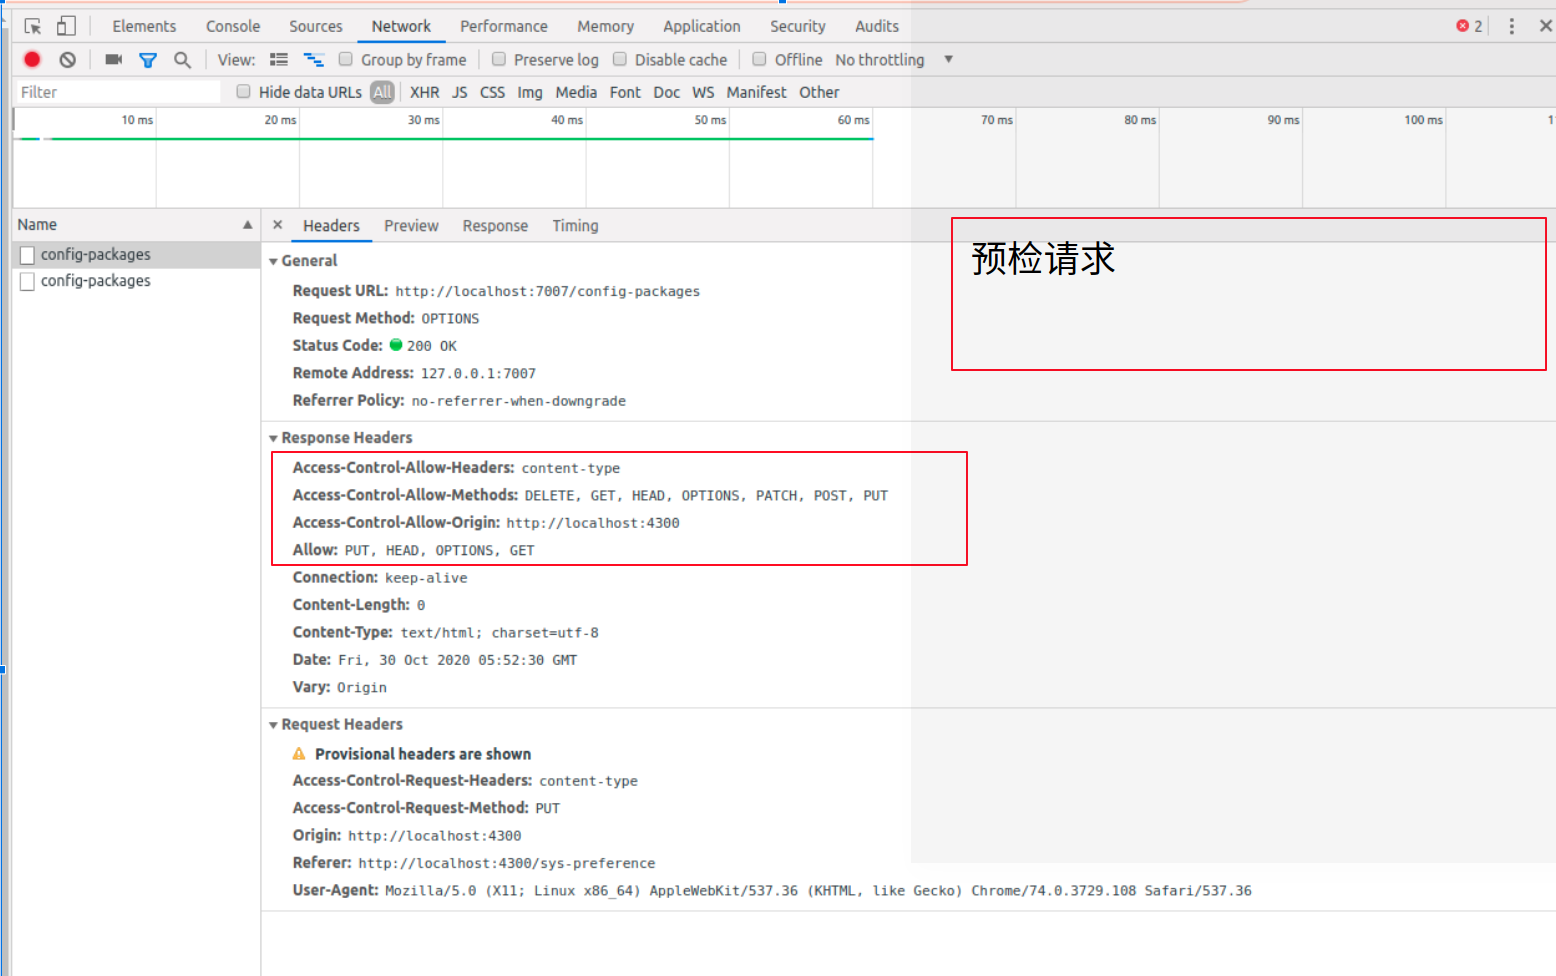 Elements Console Sources Network Performance Memory Application Security Audits 2
View: Group by frame Preserve log Disable cache Offline No throttling
Filter Hide data URLs All XHR JS CSS Img Media Font Doc WS Manifest Other
10 ms 20 ms 30 ms 40 ms 50 ms 60 ms 70 ms 80 ms 90 ms 100 ms
Name Headers Preview Response Timing
config-packages
config-packages
预检请求
General
Request URL: http://localhost:7007/config-packages
Request Method: OPTIONS
Status Code: 200 OK
Remote Address: 127.0.0.1:7007
Referrer Policy: no-referrer-when-downgrade
Response Headers
Access-Control-Allow-Headers: content-type
Access-Control-Allow-Methods: DELETE, GET, HEAD, OPTIONS, PATCH, POST, PUT
Access-Control-Allow-Origin: http://localhost:4300
Allow: PUT, HEAD, OPTIONS, GET
Connection: keep-alive
Content-Length: 0
Content-Type: text/html; charset=utf-8
Date: Fri, 30 Oct 2020 05:52:30 GMT
Vary: Origin
Request Headers
Provisional headers are shown
Access-Control-Request-Headers: content-type
Access-Control-Request-Method: PUT
Origin: http://localhost:4300
Referer: http://localhost:4300/sys-preference
User-Agent: Mozilla/5.0 (X11; Linux x86_64) AppleWebKit/537.36 (KHTML, like Gecko) Chrome/74.0.3729.108 Safari/537.36